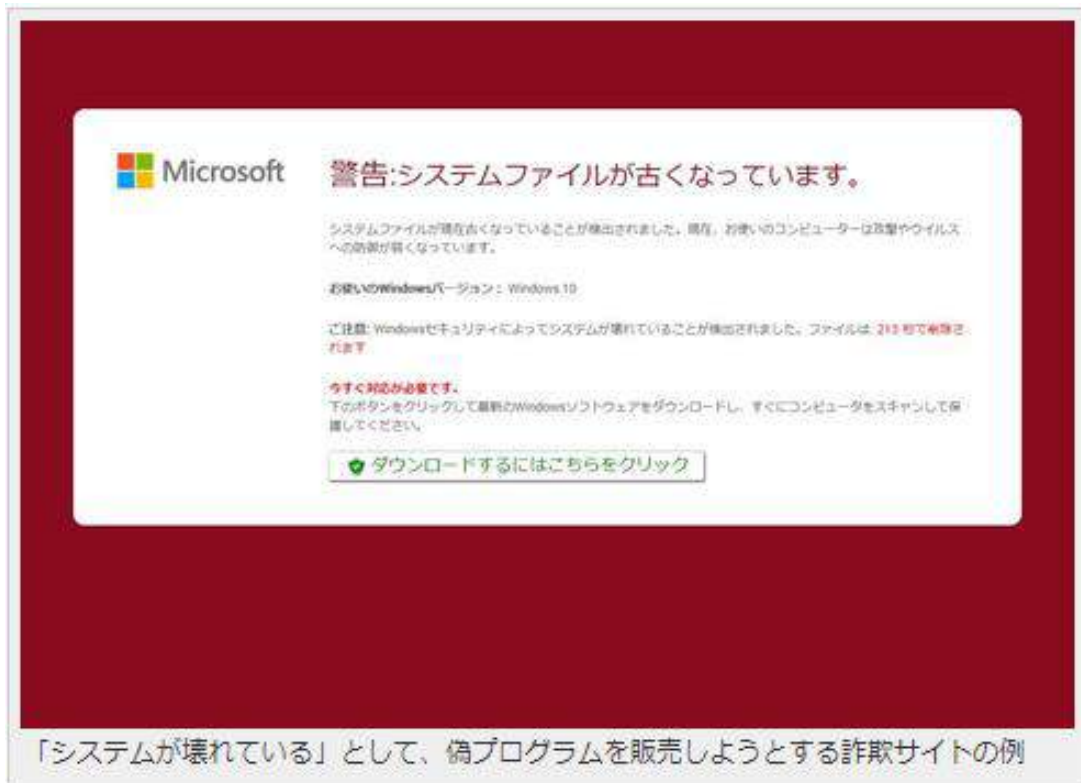 Microsoft
警告:システムファイルが古くなっています。
システムファイルが現在古くなっていることが検出されました。現在、お使いのコンピューターは攻撃やウイルス
への防御が弱くなっています。
お使いのWindowsバージョン： Windows 10
ご注意: Windowsセキュリティによってシステムが壊れていることが検出されました。ファイルは 213 秒で削除さ
れます
今すぐ対応が必要です。
下のボタンをクリックして最新のWindowsソフトウェアをダウンロードし、すぐにコンピュータをスキャンして保
護してください。
ダウンロードするにはこちらをクリック
「システムが壊れている」として、偽プログラムを販売しようとする詐欺サイトの例